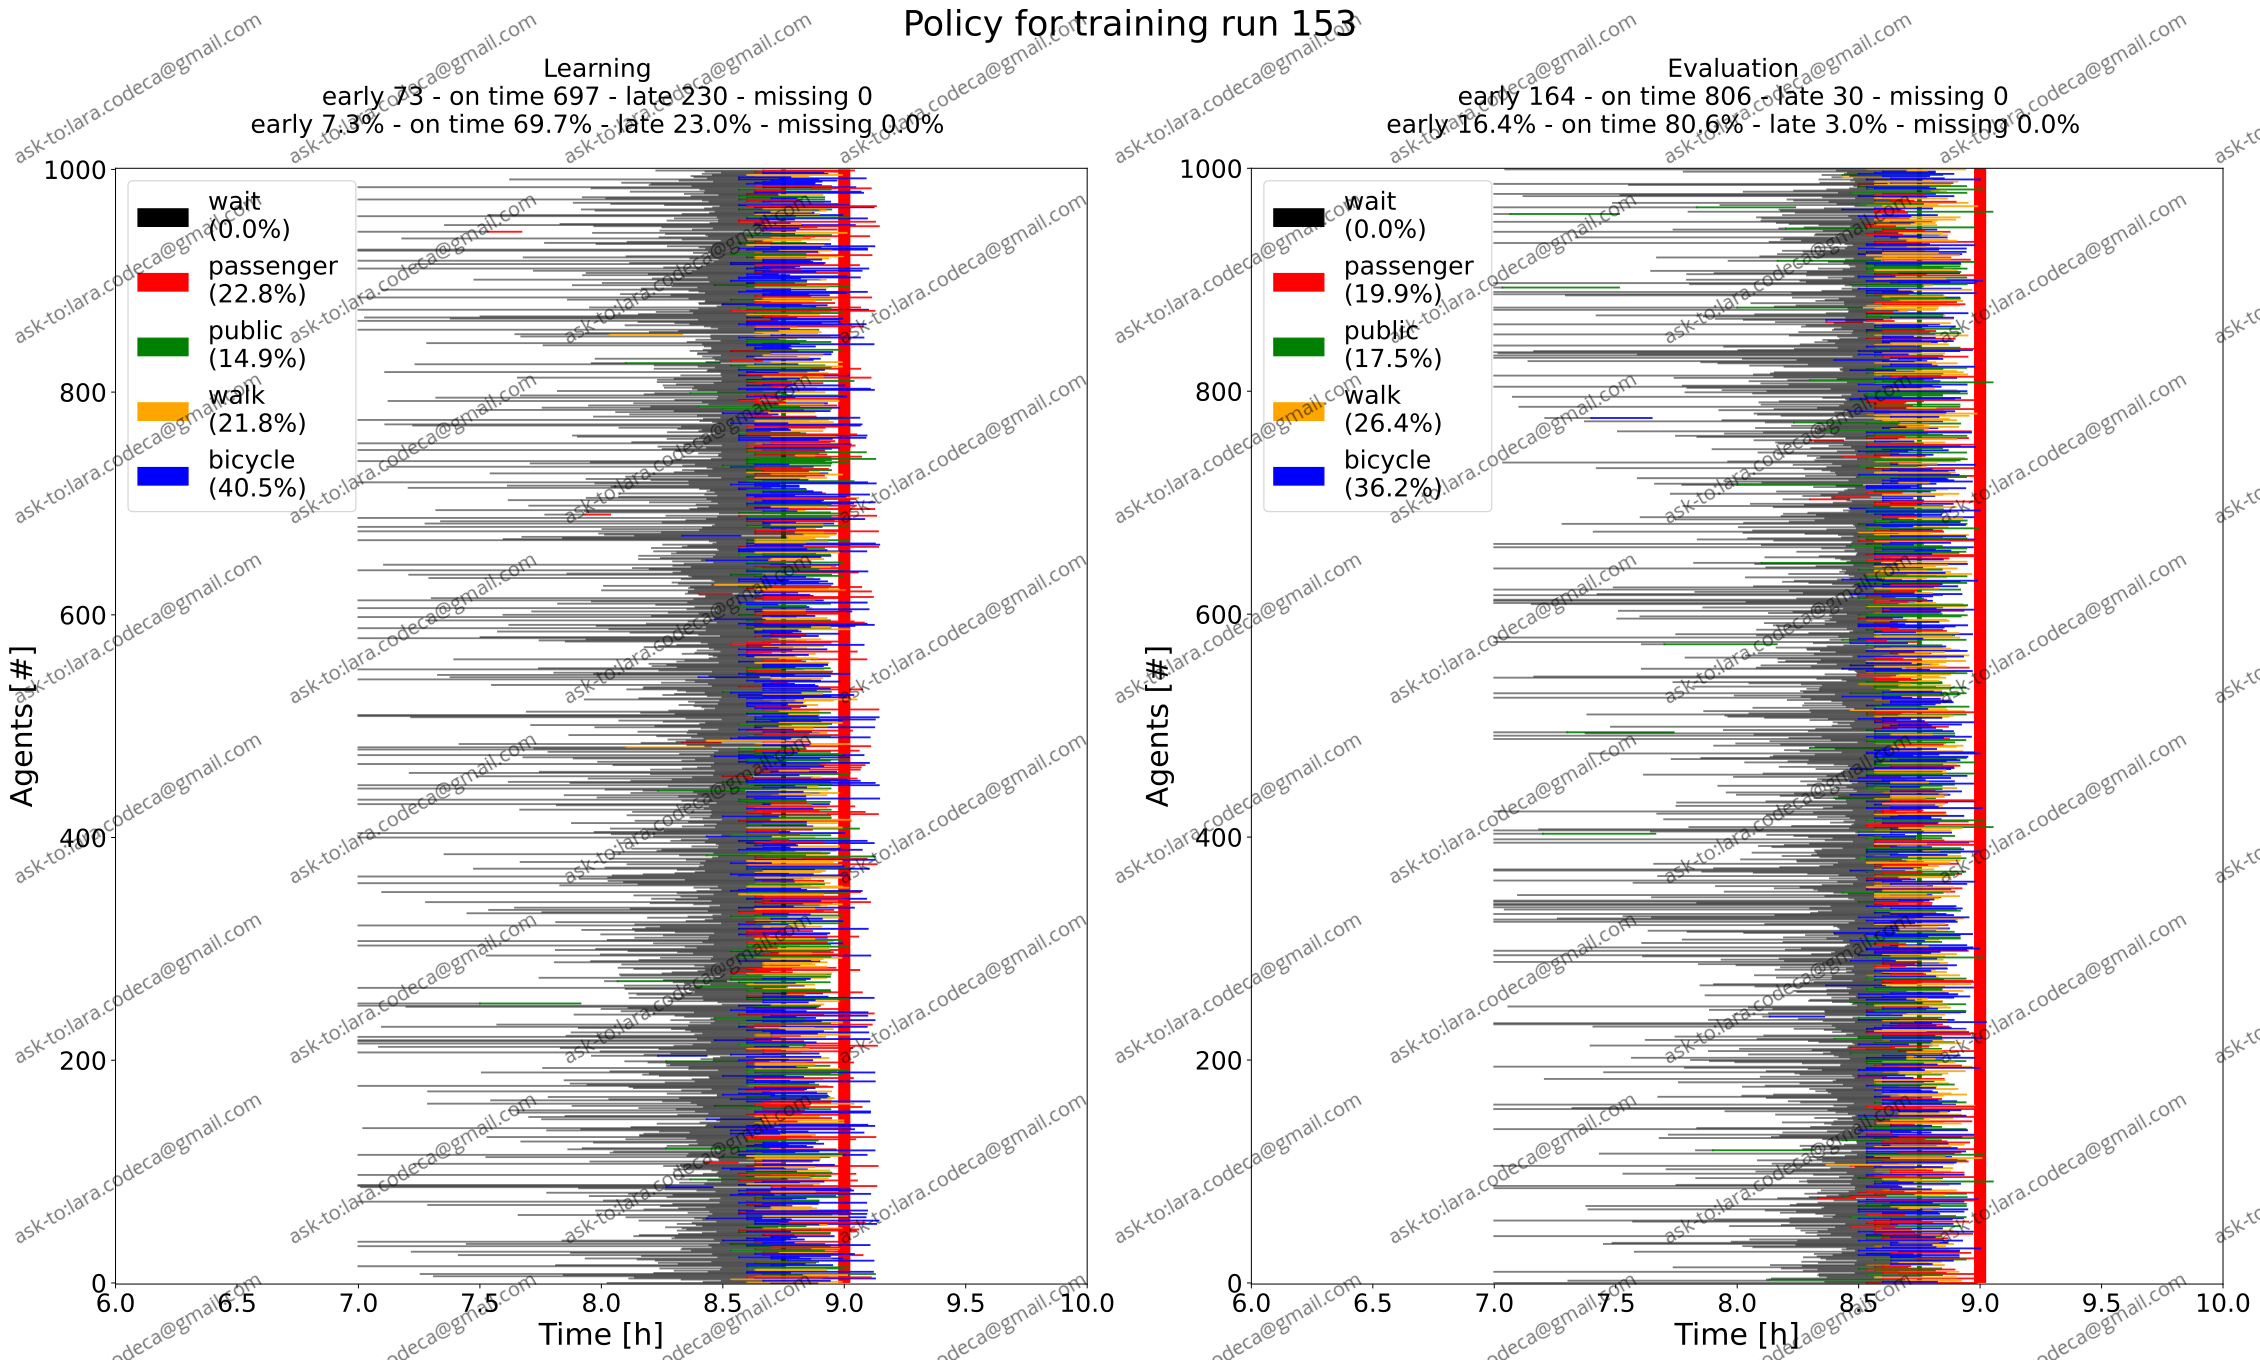 Policy for training run 153
Learning
early 73 - on time 697 - late 230 - missing 0
early 7.3% - on time 69.7% - late 23.0% - missing 0.0%
Evaluation
early 164 - on time 806 - late 30 - missing 0
early 16.4% - on time 80.6% - late 3.0% - missing 0.0%
wait
(0.0%)
passenger
(22.8%)
public
(14.9%)
walk
(21.8%)
bicycle
(40.5%)
1000
800
600
400
200
0
Agents [#]
6.0 6.5 7.0 7.5 8.0 8.5 9.0 9.5 10.0
Time [h]
wait
(0.0%)
passenger
(19.9%)
public
(17.5%)
walk
(26.4%)
bicycle
(36.2%)
1000
800
600
400
200
0
Agents [#]
6.0 6.5 7.0 7.5 8.0 8.5 9.0 9.5 10.0
Time [h]
ask-to:lara.codeca@gmail.com